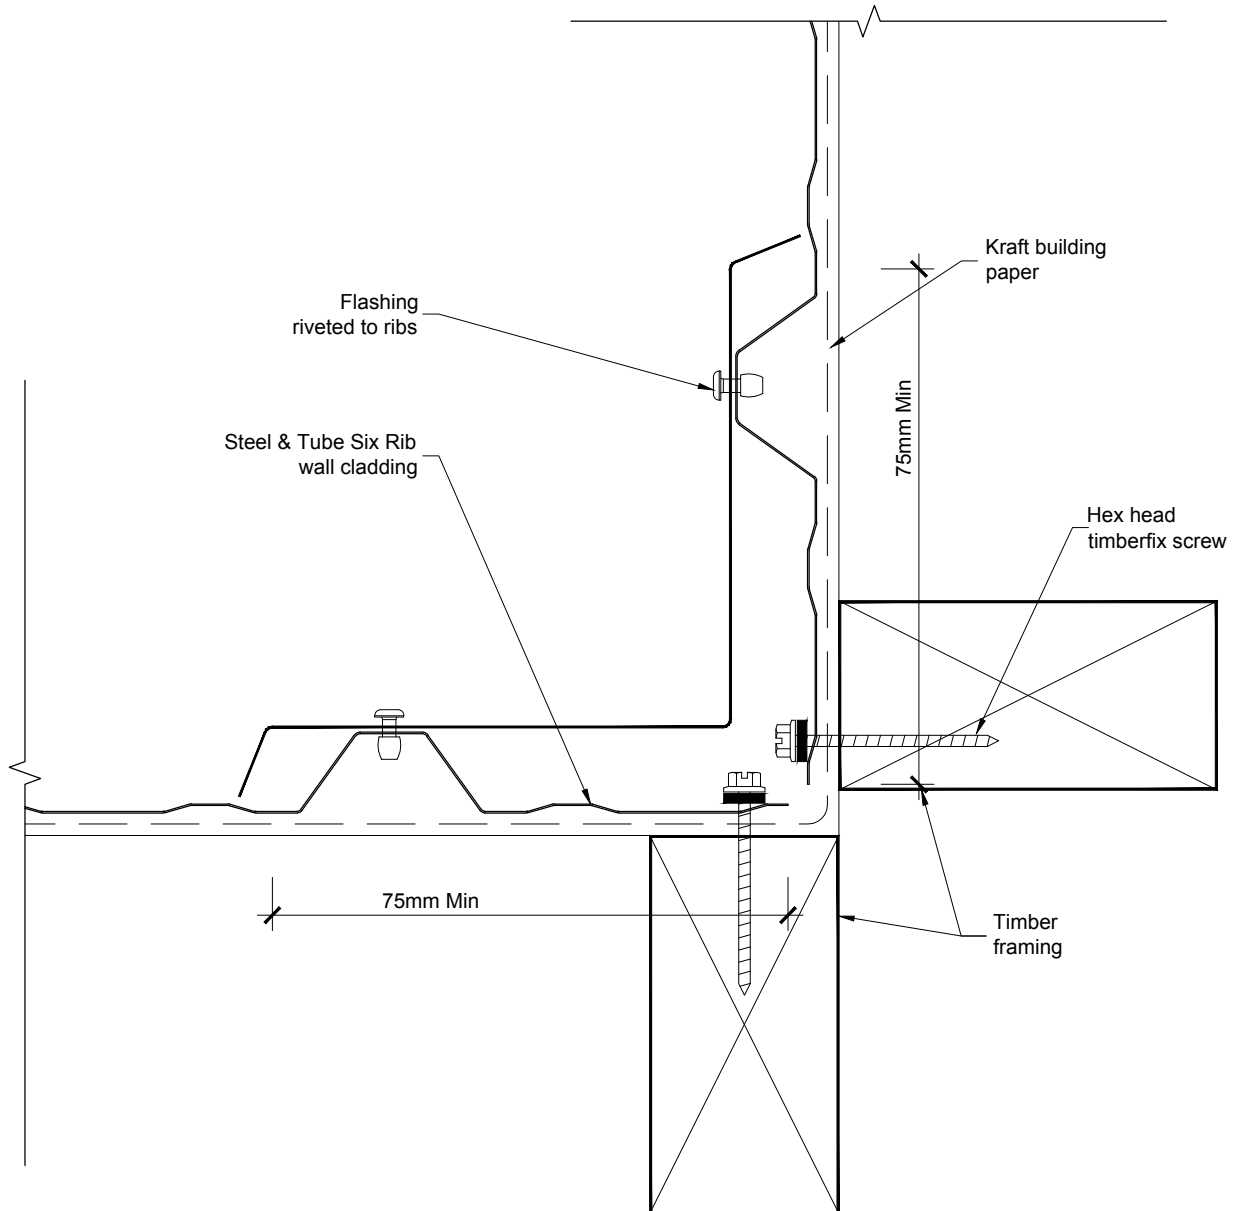 Kraft building
paper
Flashing
riveted to ribs
75mm Min
Steel & Tube Six Rib
wall cladding
Hex head
timberfix screw
75mm Min
Timber
framing